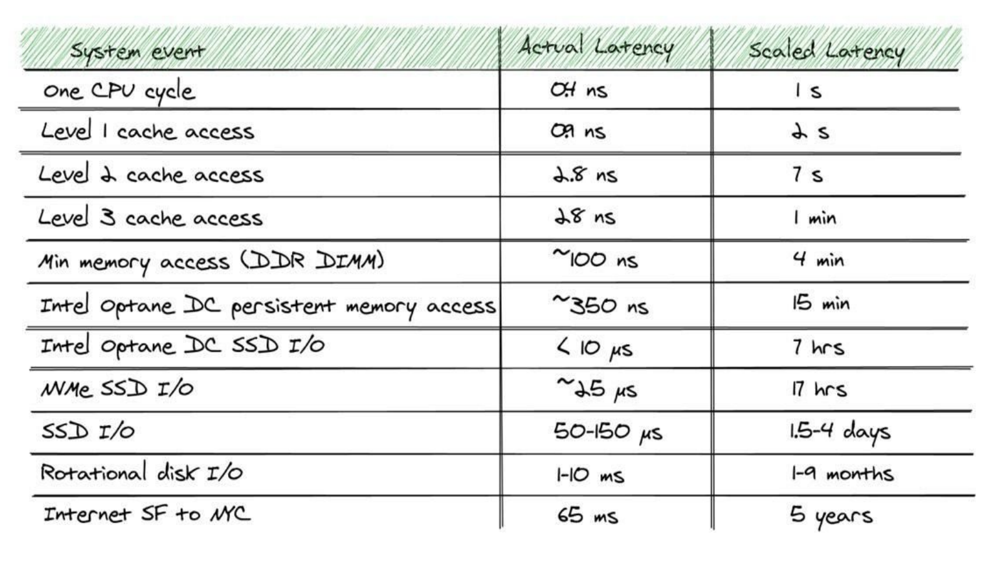 System event Actual Latency Scaled Latency
One CPU cycle 0.4 ns 1 s
Level 1 cache access 0.9 ns 2 s
Level 2 cache access 2.8 ns 7 s
Level 3 cache access 28 ns 1 min
Min memory access (DDR DIMM) ~100 ns 4 min
Intel Optane DC persistent memory access ~350 ns 15 min
Intel Optane DC SSD I/O < 10 μs 7 hrs
NVMe SSD I/O ~25 μs 17 hrs
SSD I/O 50-150 μs 1.5-4 days
Rotational disk I/O 1-10 ms 1-9 months
Internet SF to NYC 65 ms 5 years